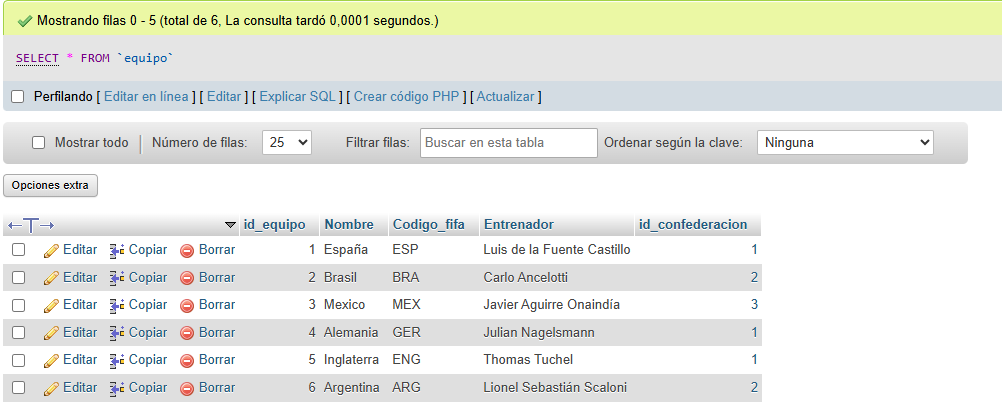 Mostrando filas 0 - 5 (total de 6, La consulta tardó 0,0001 segundos.)
SELECT * FROM `equipo`
Perfilando [ Editar en línea ] [ Editar ] [ Explicar SQL ] [ Crear código PHP ] [ Actualizar ]
Mostrar todo Número de filas: 25 Filtrar filas: Buscar en esta tabla Ordenar según la clave: Ninguna
Opciones extra
←T→ id_equipo Nombre Codigo_fifa Entrenador id_confederacion
Editar Copiar Borrar 1 España ESP Luis de la Fuente Castillo 1
Editar Copiar Borrar 2 Brasil BRA Carlo Ancelotti 2
Editar Copiar Borrar 3 Mexico MEX Javier Aguirre Onaindía 3
Editar Copiar Borrar 4 Alemania GER Julian Nagelsmann 1
Editar Copiar Borrar 5 Inglaterra ENG Thomas Tuchel 1
Editar Copiar Borrar 6 Argentina ARG Lionel Sebastián Scaloni 2